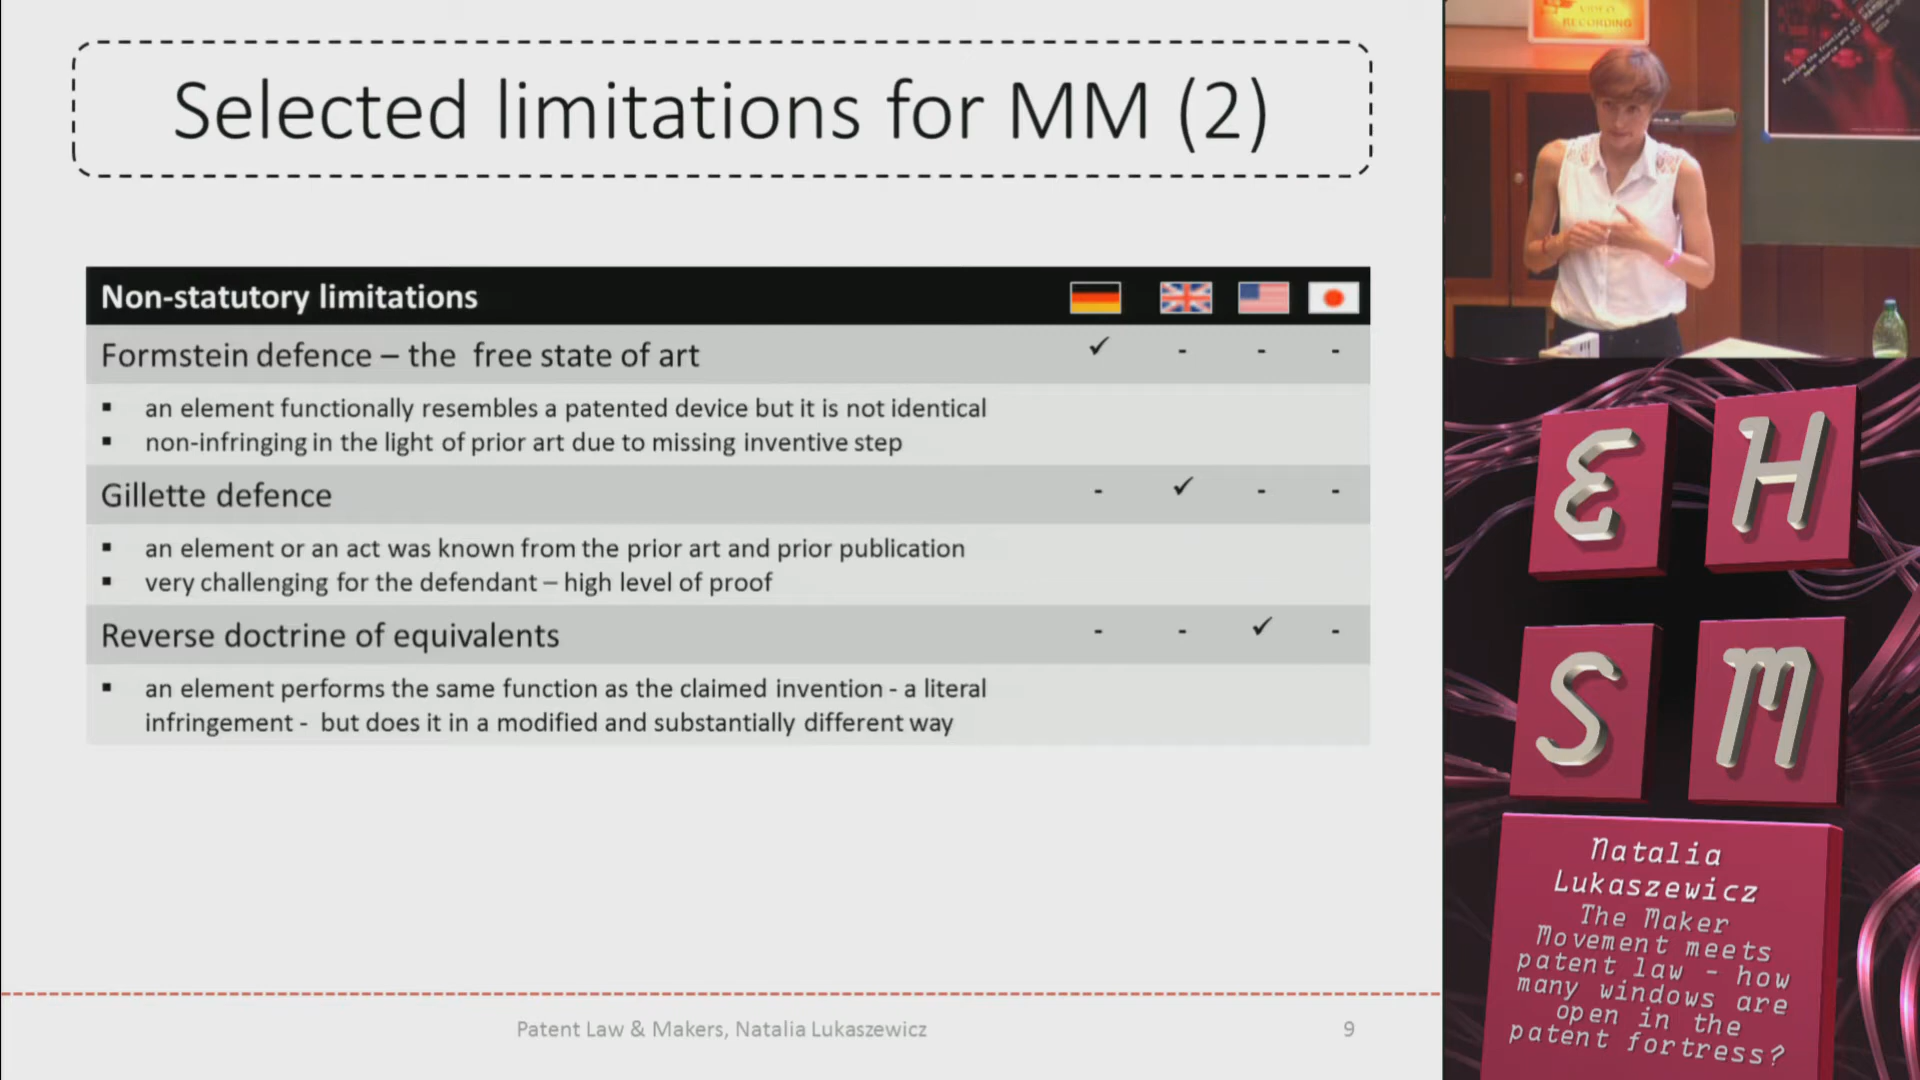 Selected limitations for MM (2)
Non-statutory limitations
Formstein defence – the free state of art ✓ - - -
▪ an element functionally resembles a patented device but it is not identical
▪ non-infringing in the light of prior art due to missing inventive step
Gillette defence - ✓ - -
▪ an element or an act was known from the prior art and prior publication
▪ very challenging for the defendant – high level of proof
Reverse doctrine of equivalents - - ✓ -
▪ an element performs the same function as the claimed invention - a literal
infringement - but does it in a modified and substantially different way
Patent Law & Makers, Natalia Lukaszewicz
9
VIDEO
RECORDING
E H
S M
Natalia
Lukaszewicz
The Maker
Movement meets
patent law - how
many windows are
open in the
patent fortress?